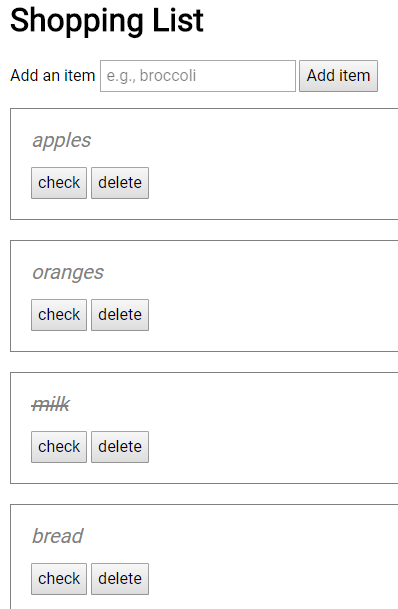 Shopping List
Add an item e.g., broccoli Add item
apples
check delete
oranges
check delete
milk
check delete
bread
check delete